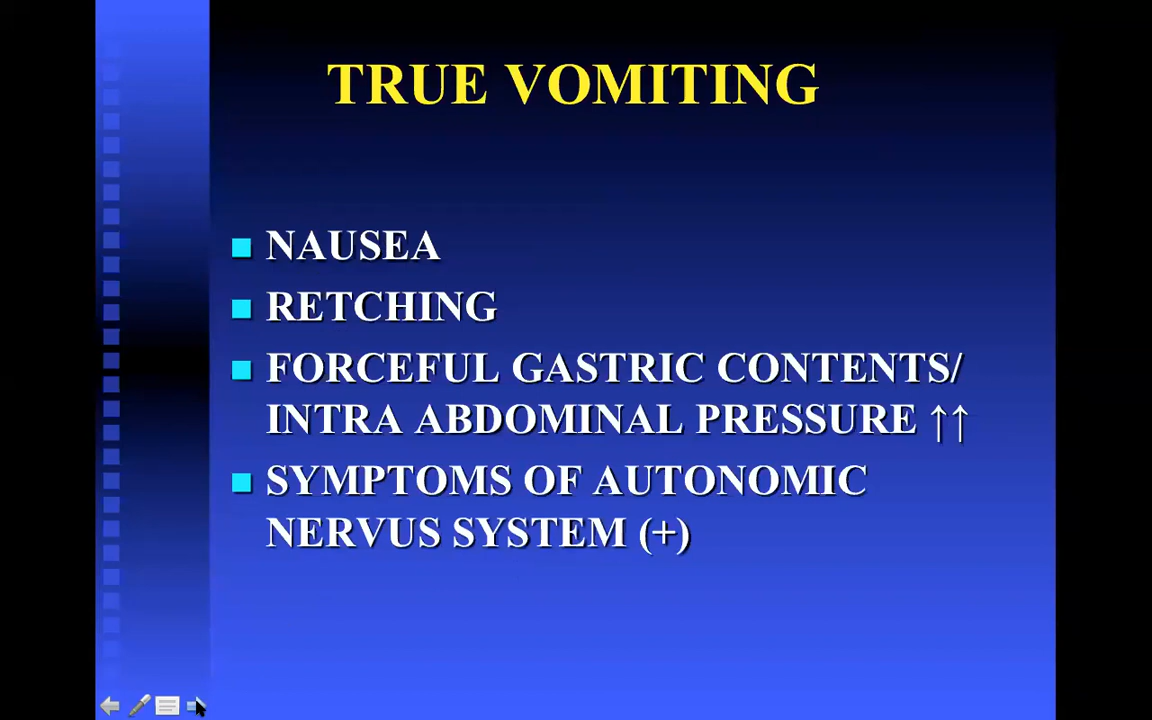 TRUE VOMITING
NAUSEA
RETCHING
FORCEFUL GASTRIC CONTENTS/
INTRA ABDOMINAL PRESSURE ↑↑
SYMPTOMS OF AUTONOMIC
NERVUS SYSTEM (+)